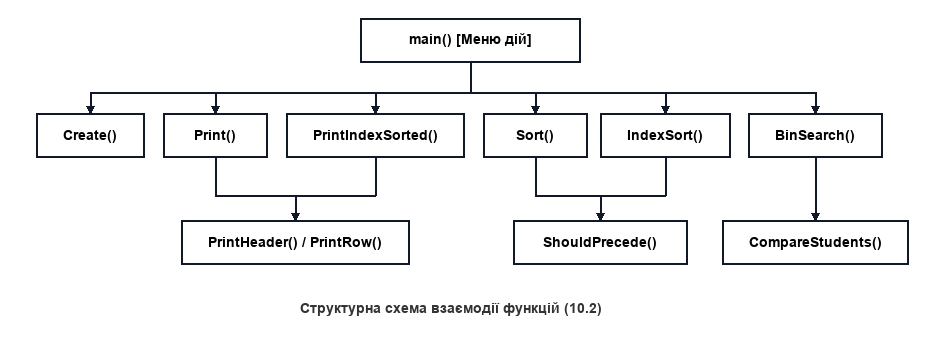 main() [Меню дій]
Create()
Print()
PrintIndexSorted()
Sort()
IndexSort()
BinSearch()
PrintHeader() / PrintRow()
ShouldPrecede()
CompareStudents()
Структурна схема взаємодії функцій (10.2)